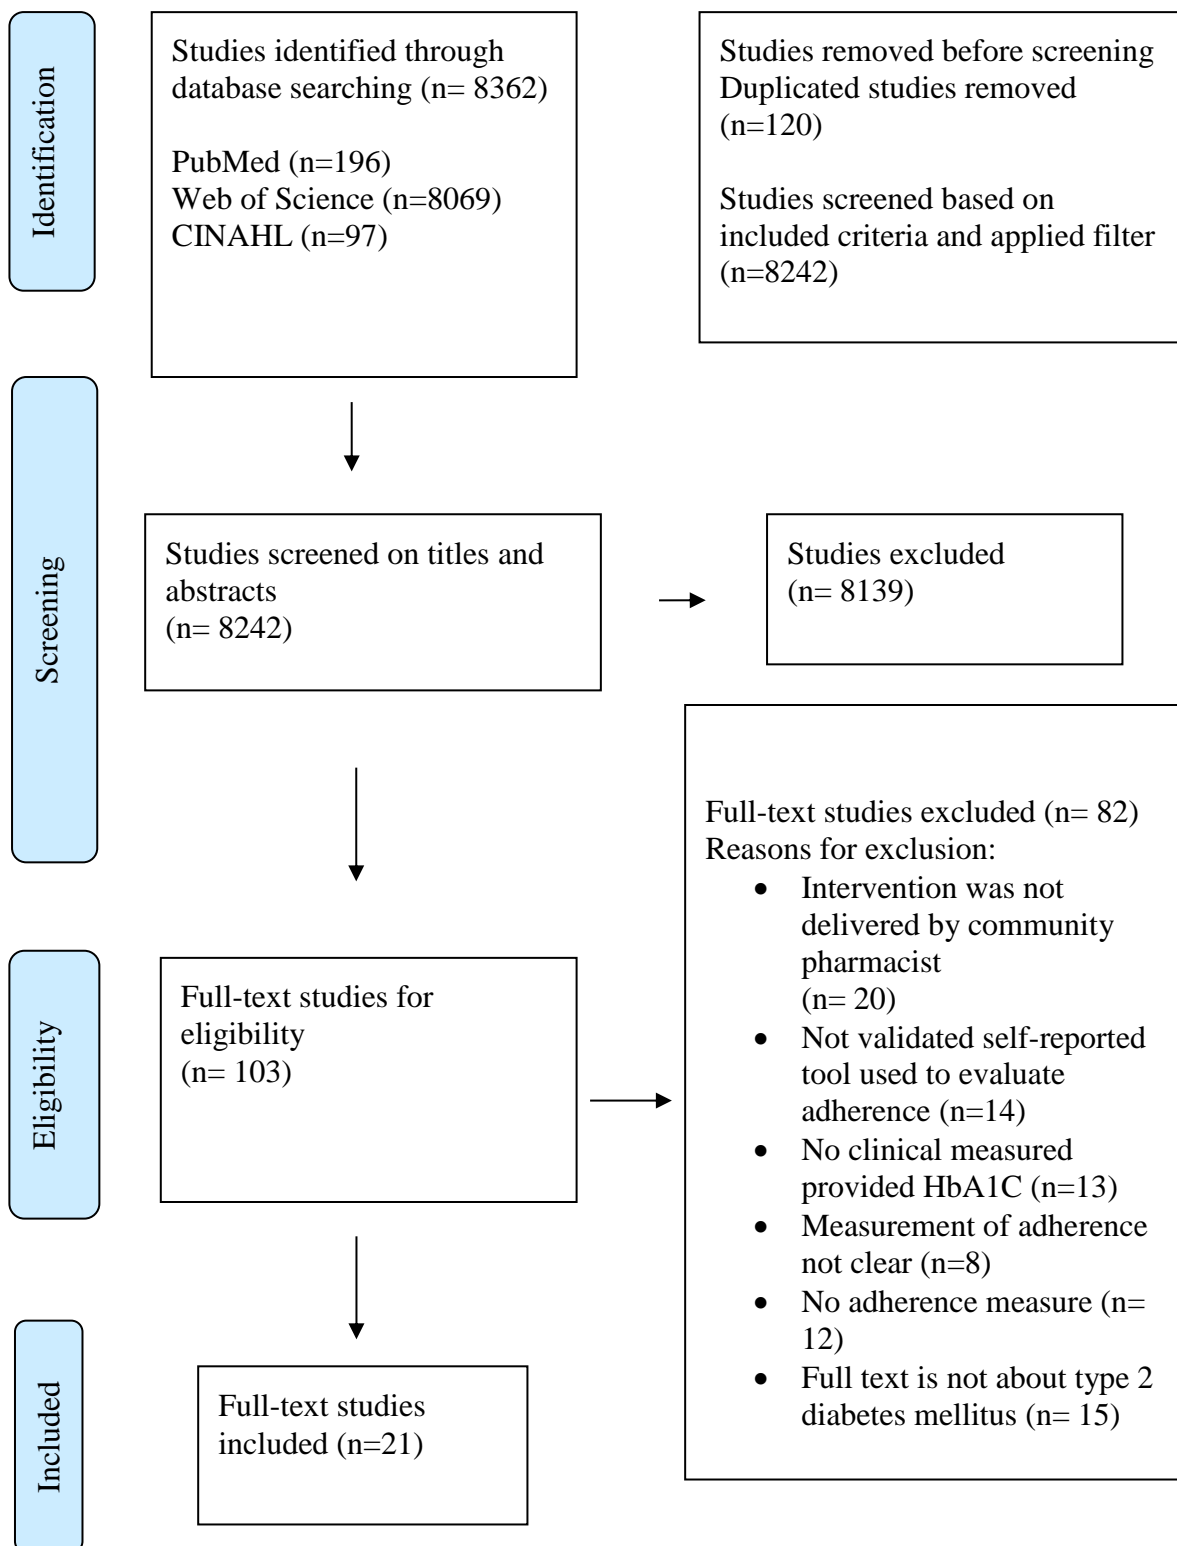 Identification
Studies identified through
database searching (n= 8362)
PubMed (n=196)
Web of Science (n=8069)
CINAHL (n=97)
Studies removed before screening
Duplicated studies removed
(n=120)
Studies screened based on
included criteria and applied filter
(n=8242)
Screening
Studies screened on titles and
abstracts
(n= 8242)
Studies excluded
(n= 8139)
Eligibility
Full-text studies for
eligibility
(n= 103)
Full-text studies excluded (n= 82)
Reasons for exclusion:
• Intervention was not
delivered by community
pharmacist
(n= 20)
• Not validated self-reported
tool used to evaluate
adherence (n=14)
• No clinical measured
provided HbA1C (n=13)
• Measurement of adherence
not clear (n=8)
• No adherence measure (n=
12)
• Full text is not about type 2
diabetes mellitus (n= 15)
Included
Full-text studies
included (n=21)